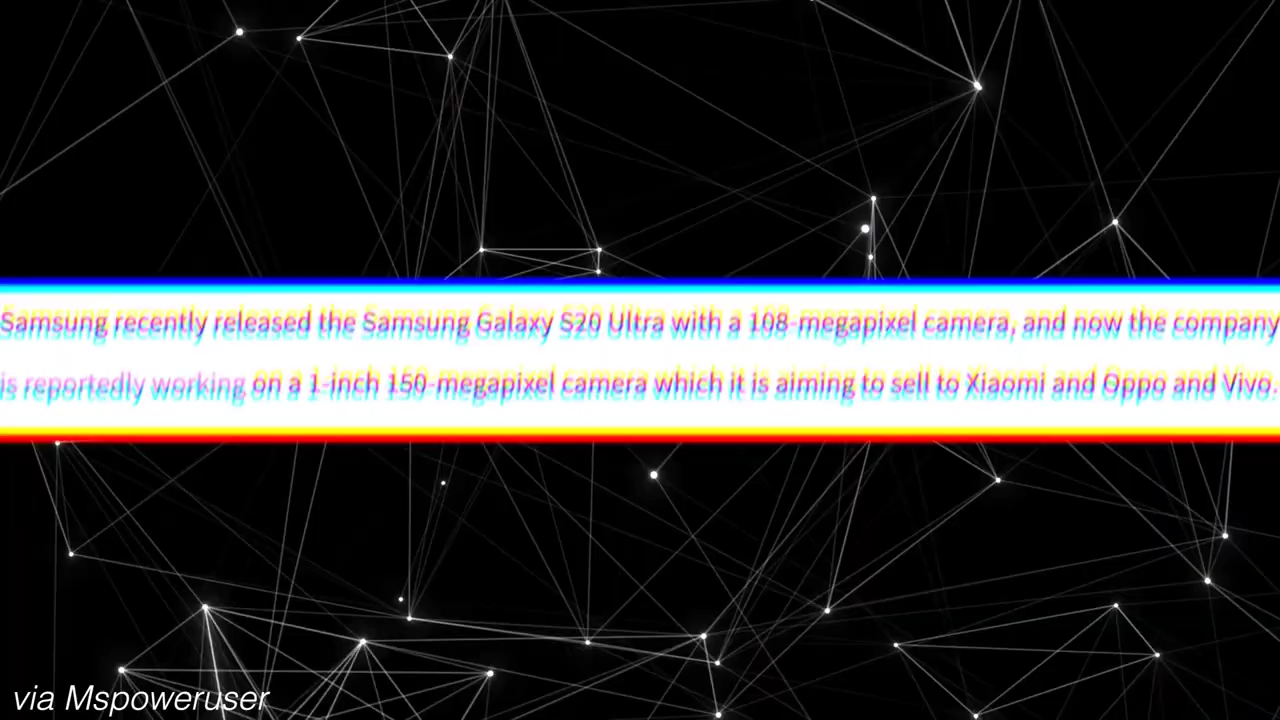 Samsung recently released the Samsung Galaxy S20 Ultra with a 108-megapixel camera, and now the company
is reportedly working on a 1-inch 150-megapixel camera which it is aiming to sell to Xiaomi and Oppo and Vivo.
via Mspoweruser